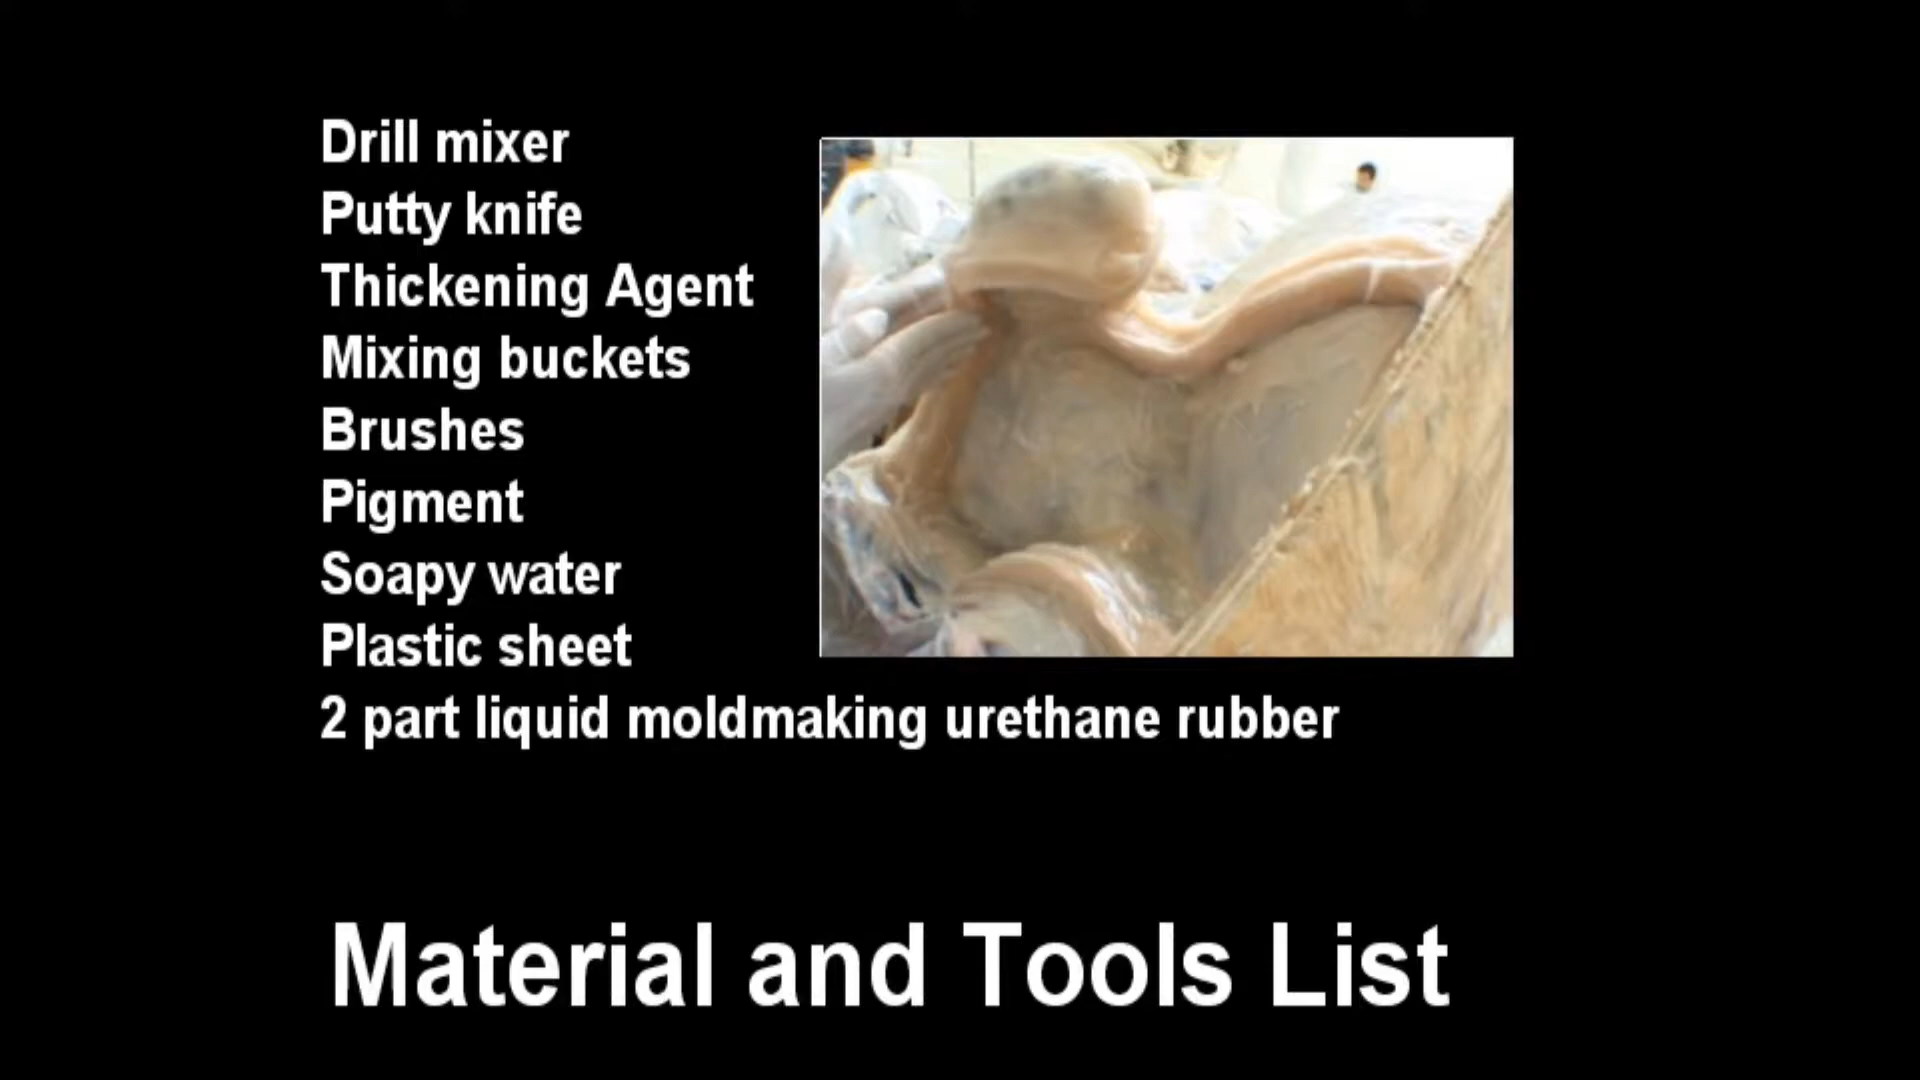 Drill mixer
Putty knife
Thickening Agent
Mixing buckets
Brushes
Pigment
Soapy water
Plastic sheet
2 part liquid moldmaking urethane rubber
Material and Tools List